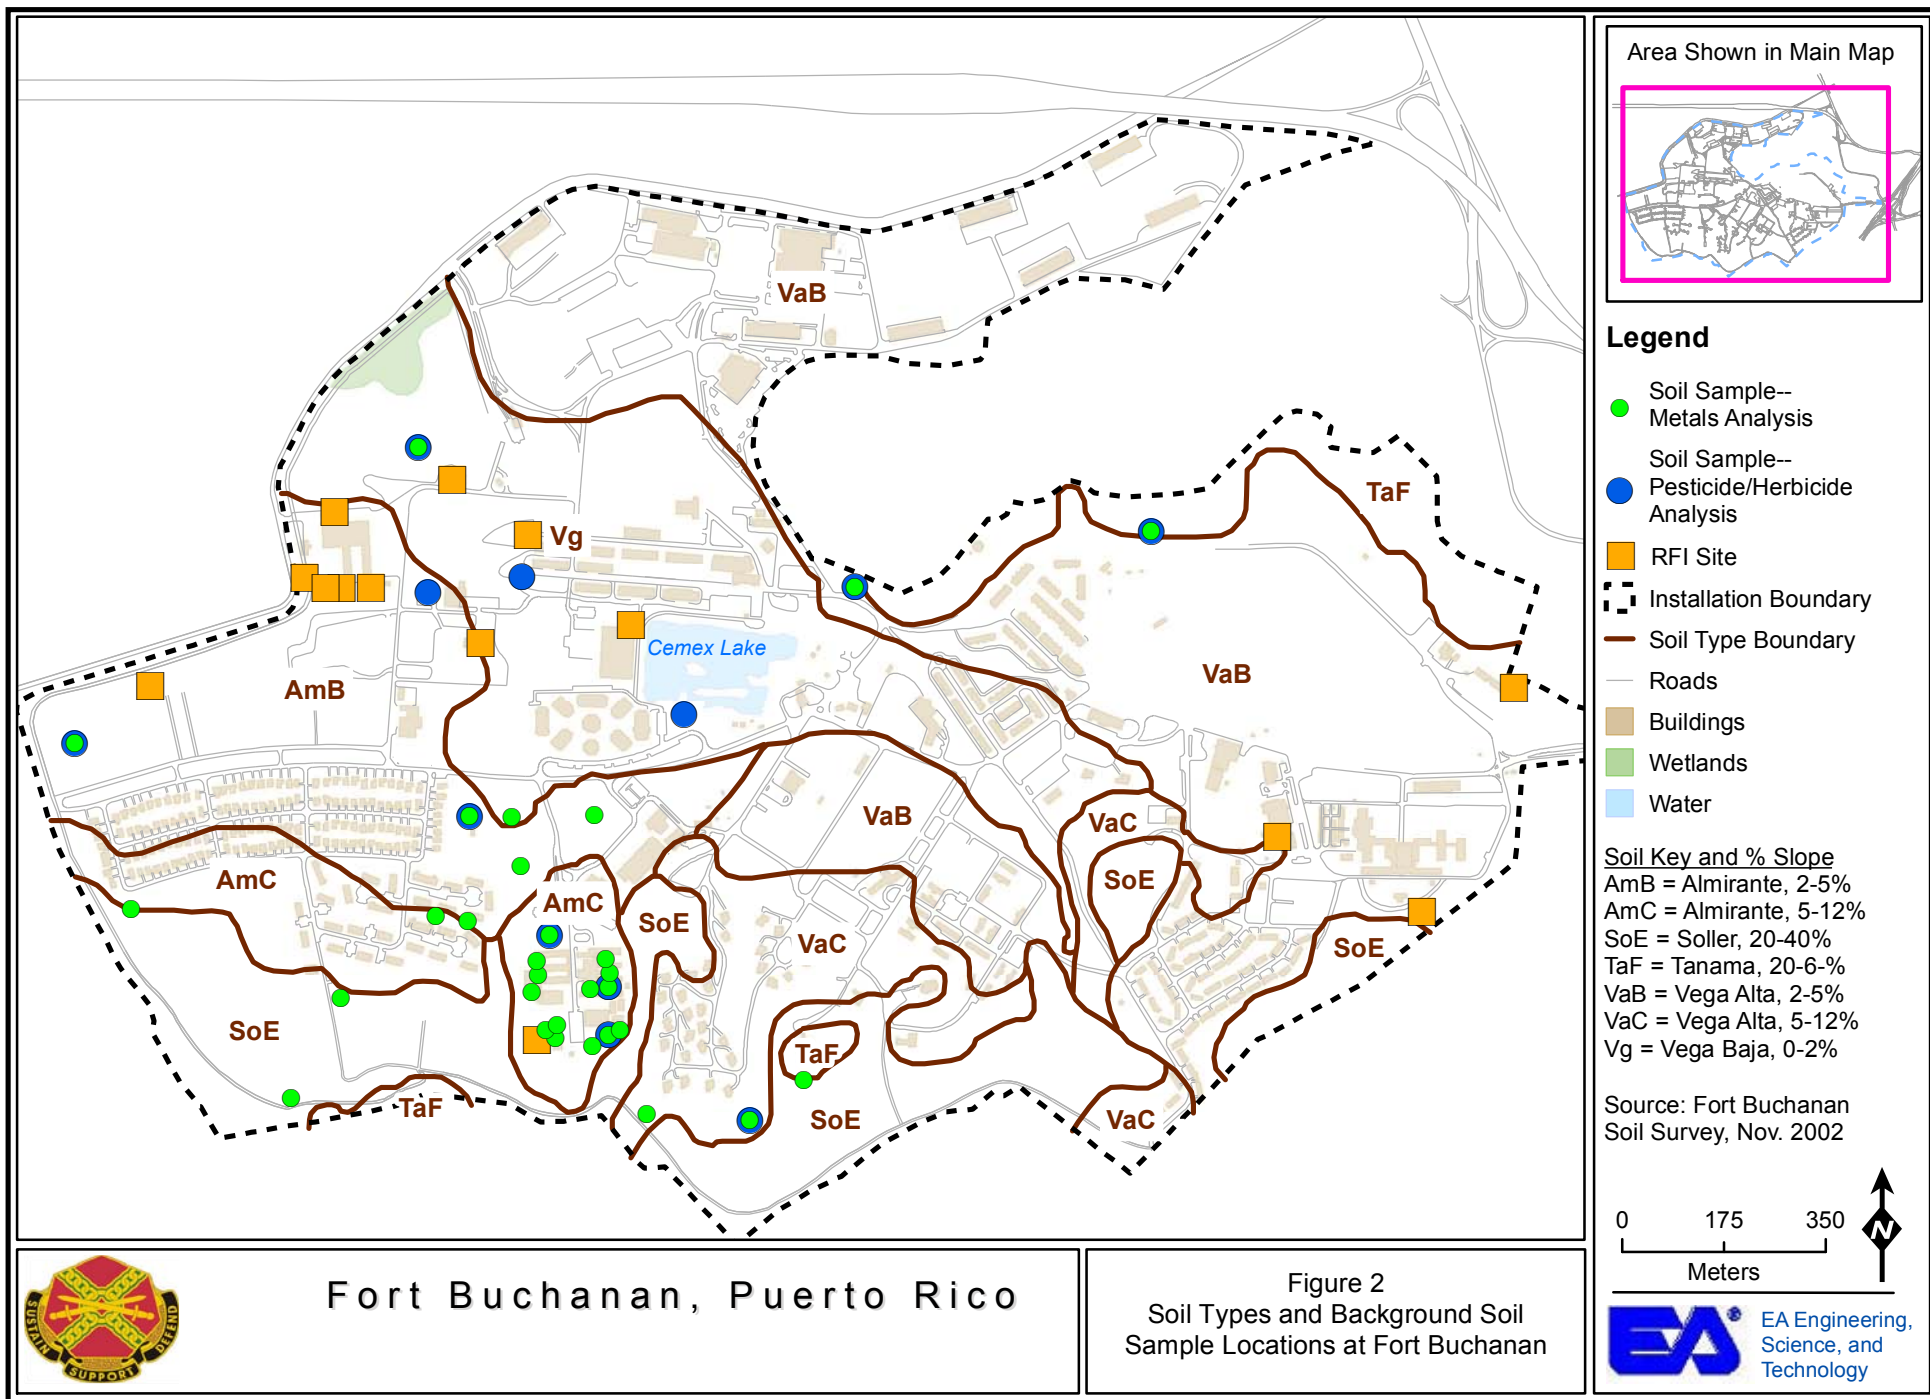 VaB
TaF
Vg
Cemex Lake
AmB
VaB
VaB
VaC
AmC
AmC
SoE
SoE
VaC
SoE
SoE
TaF
TaF
SoE
VaC
Area Shown in Main Map
Legend
Soil Sample--
Metals Analysis
Soil Sample--
Pesticide/Herbicide
Analysis
RFI Site
Installation Boundary
Soil Type Boundary
Roads
Buildings
Wetlands
Water
Soil Key and % Slope
AmB = Almirante, 2-5%
AmC = Almirante, 5-12%
SoE = Soller, 20-40%
TaF = Tanama, 20-6-%
VaB = Vega Alta, 2-5%
VaC = Vega Alta, 5-12%
Vg = Vega Baja, 0-2%
Source: Fort Buchanan
Soil Survey, Nov. 2002
0 175 350
Meters
N
SUSTAIN SUPPORT DEFEND
Fort Buchanan, Puerto Rico
Figure 2
Soil Types and Background Soil
Sample Locations at Fort Buchanan
EA®
EA Engineering,
Science, and
Technology